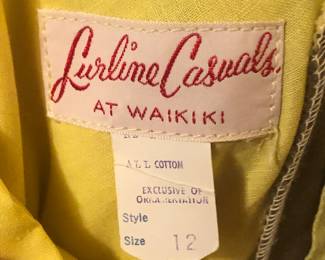 Lurline Casuals
AT WAIKIKI
ALL COTTON
EXCLUSIVE OF
ORNAMENTATION
Style
Size 12